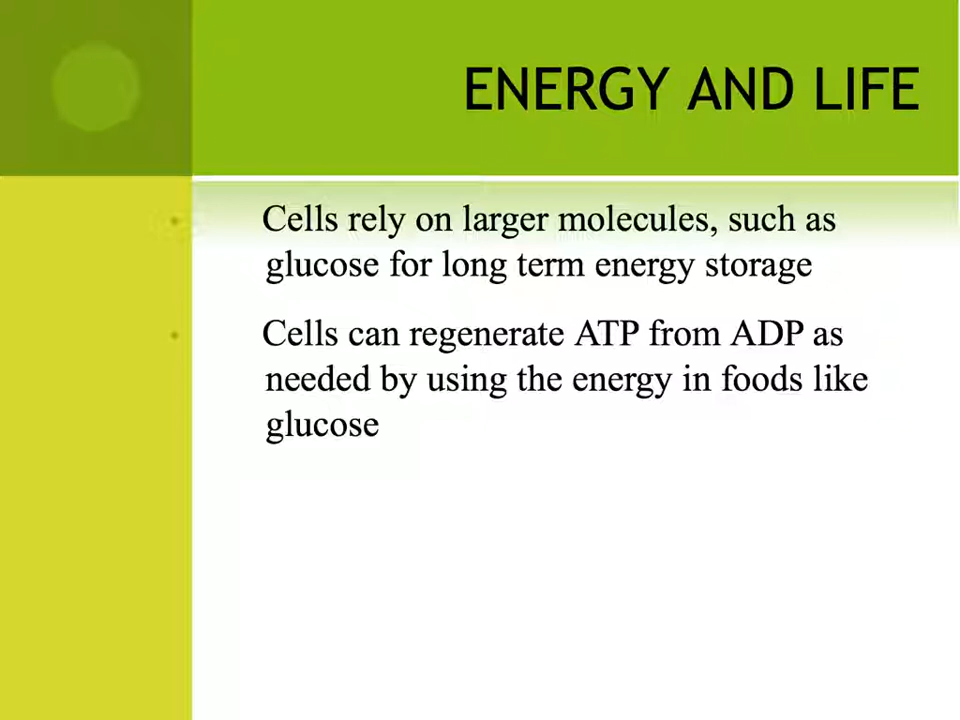 ENERGY AND LIFE
• Cells rely on larger molecules, such as
glucose for long term energy storage
• Cells can regenerate ATP from ADP as
needed by using the energy in foods like
glucose